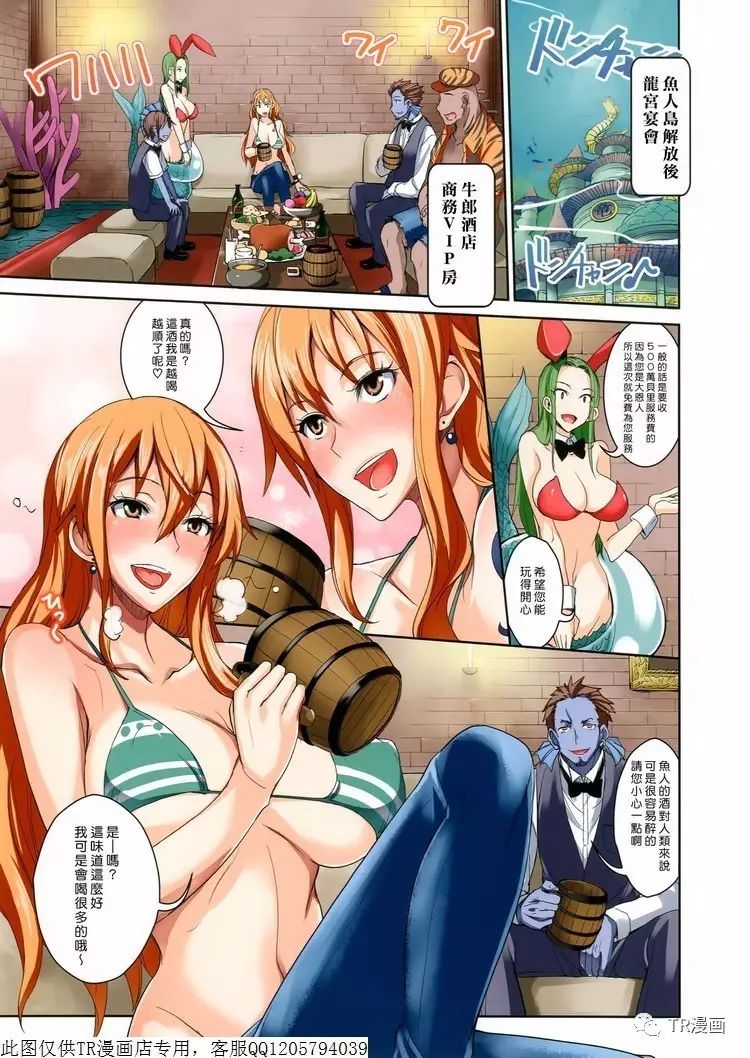 ドンチャン
魚人島解放後
龍宮宴會
ドンチャン♪
ワイ
ワイ
ワハハハ
牛郎酒店
商務VIP房
一般的話是要收
500萬貝里服務費的
因為您是大恩人
所以這次就免費為您服務
希望您能
玩得開心
真的嗎?
這酒我是越喝
越順了呢♡
ひっく
魚人的酒對人類來說
可是很容易醉的
請您小心一點啊
是—嗎?
這味道這麼好
我可是會喝很多的哦~
TR漫画
此图仅供TR漫画店专用，客服QQ1205794039